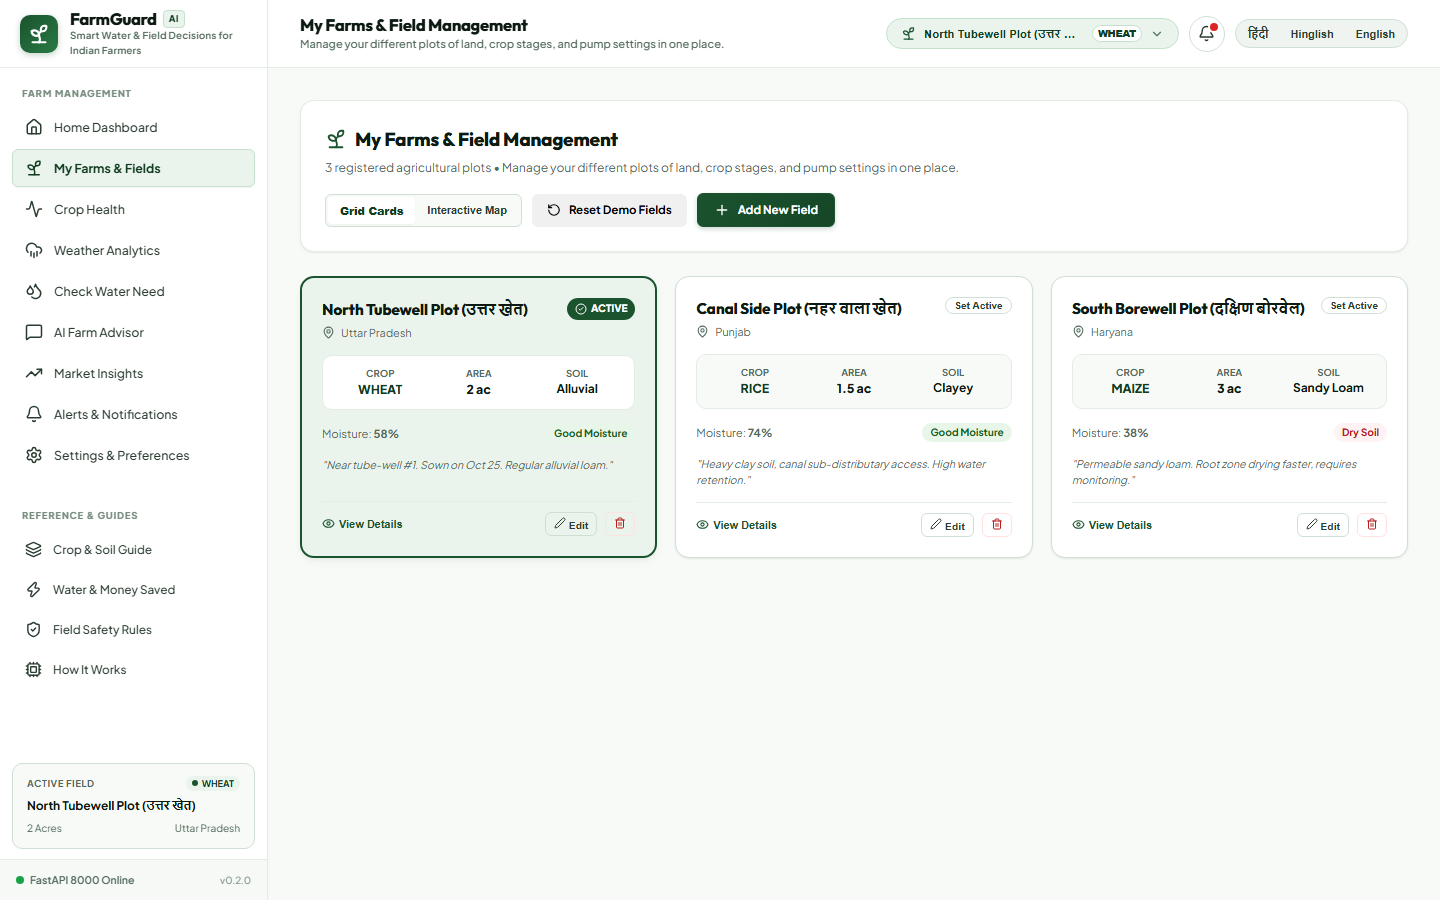 FarmGuard AI
Smart Water & Field Decisions for
Indian Farmers
FARM MANAGEMENT
Home Dashboard
My Farms & Fields
Crop Health
Weather Analytics
Check Water Need
AI Farm Advisor
Market Insights
Alerts & Notifications
Settings & Preferences
REFERENCE & GUIDES
Crop & Soil Guide
Water & Money Saved
Field Safety Rules
How It Works
ACTIVE FIELD WHEAT
North Tubewell Plot (उत्तर खेत)
2 Acres Uttar Pradesh
FastAPI 8000 Online v0.2.0
My Farms & Field Management
Manage your different plots of land, crop stages, and pump settings in one place.
North Tubewell Plot (उत्तर ... WHEAT
हिंदी Hinglish English
My Farms & Field Management
3 registered agricultural plots • Manage your different plots of land, crop stages, and pump settings in one place.
Grid Cards Interactive Map Reset Demo Fields Add New Field
North Tubewell Plot (उत्तर खेत) ACTIVE
Uttar Pradesh
CROP AREA SOIL
WHEAT 2 ac Alluvial
Moisture: 58% Good Moisture
"Near tube-well #1. Sown on Oct 25. Regular alluvial loam."
View Details Edit
Canal Side Plot (नहर वाला खेत) Set Active
Punjab
CROP AREA SOIL
RICE 1.5 ac Clayey
Moisture: 74% Good Moisture
"Heavy clay soil, canal sub-distributary access. High water
retention."
View Details Edit
South Borewell Plot (दक्षिण बोरवेल) Set Active
Haryana
CROP AREA SOIL
MAIZE 3 ac Sandy Loam
Moisture: 38% Dry Soil
"Permeable sandy loam. Root zone drying faster, requires
monitoring."
View Details Edit